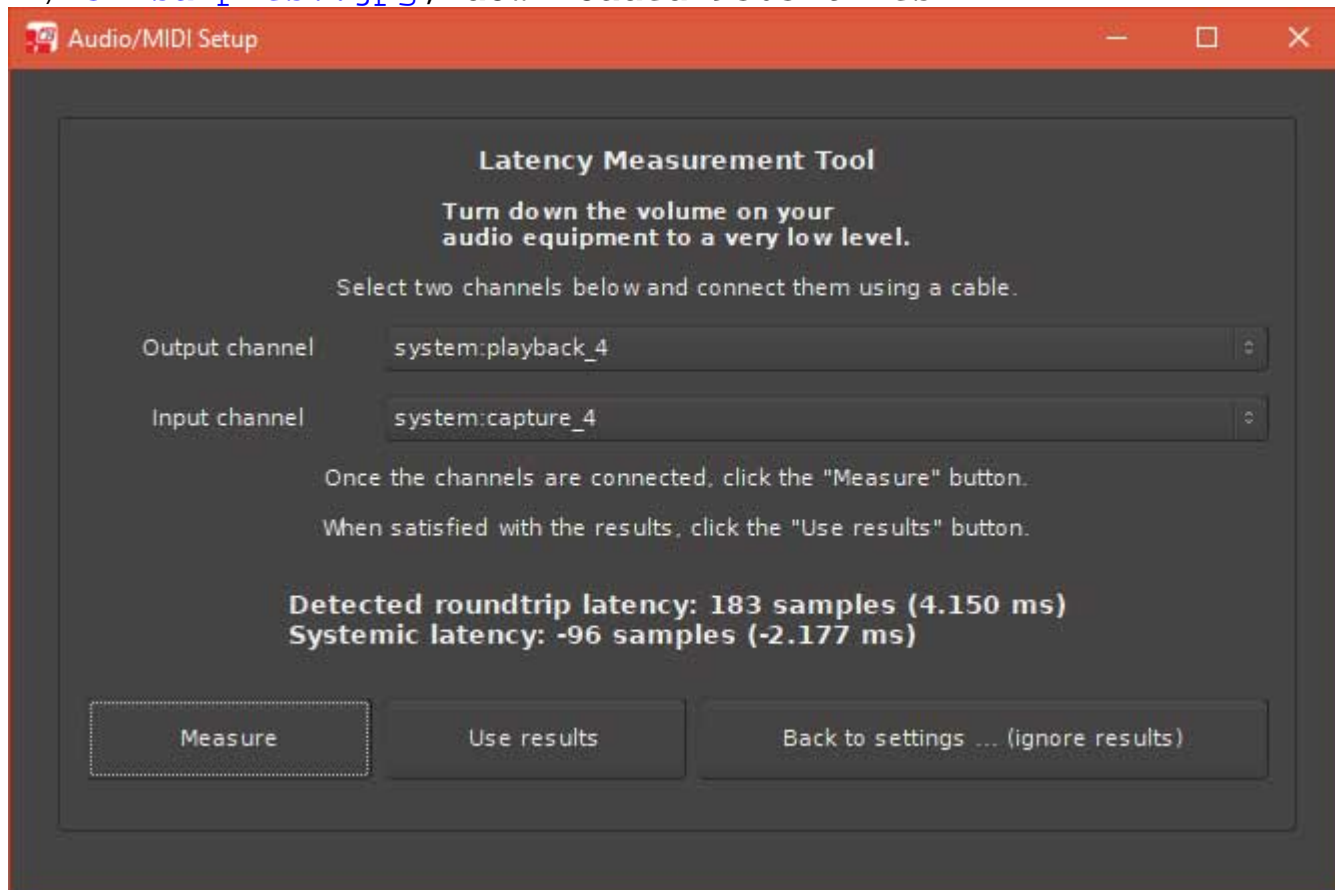 Audio/MIDI Setup
Latency Measurement Tool
Turn down the volume on your
audio equipment to a very low level.
Select two channels below and connect them using a cable.
Output channel system:playback_4
Input channel system:capture_4
Once the channels are connected, click the "Measure" button.
When satisfied with the results, click the "Use results" button.
Detected roundtrip latency: 183 samples (4.150 ms)
Systemic latency: -96 samples (-2.177 ms)
Measure Use results Back to settings ... (ignore results)